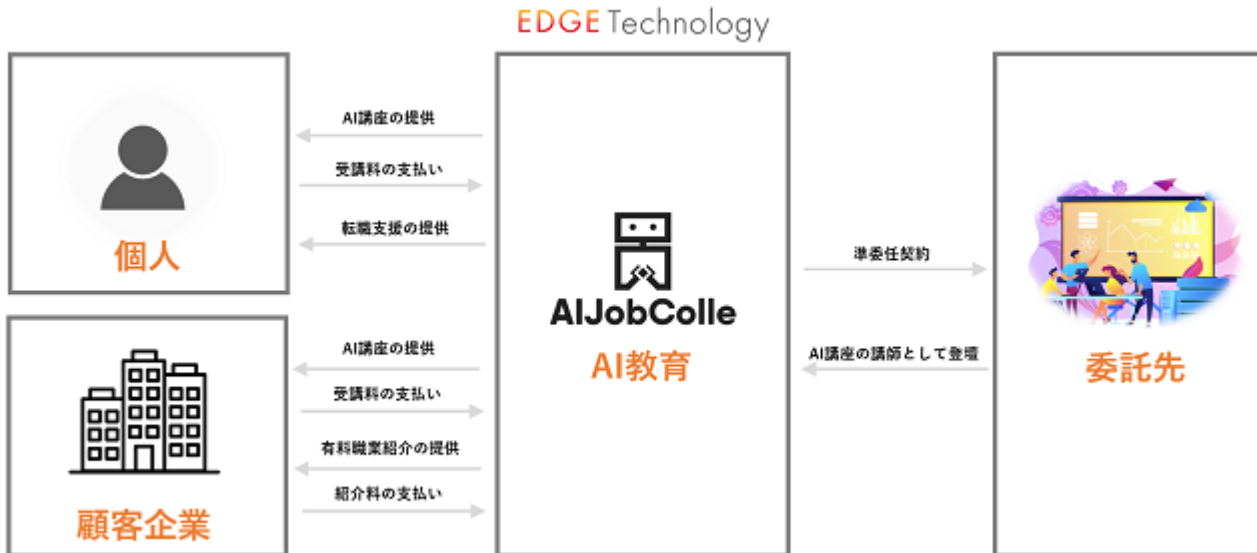 EDGE Technology
AI講座の提供
受講料の支払い
転職支援の提供
個人
AI講座の提供
受講料の支払い
有料職業紹介の提供
紹介料の支払い
顧客企業
AIJobColle
AI教育
準委任契約
AI講座の講師として登壇
委託先